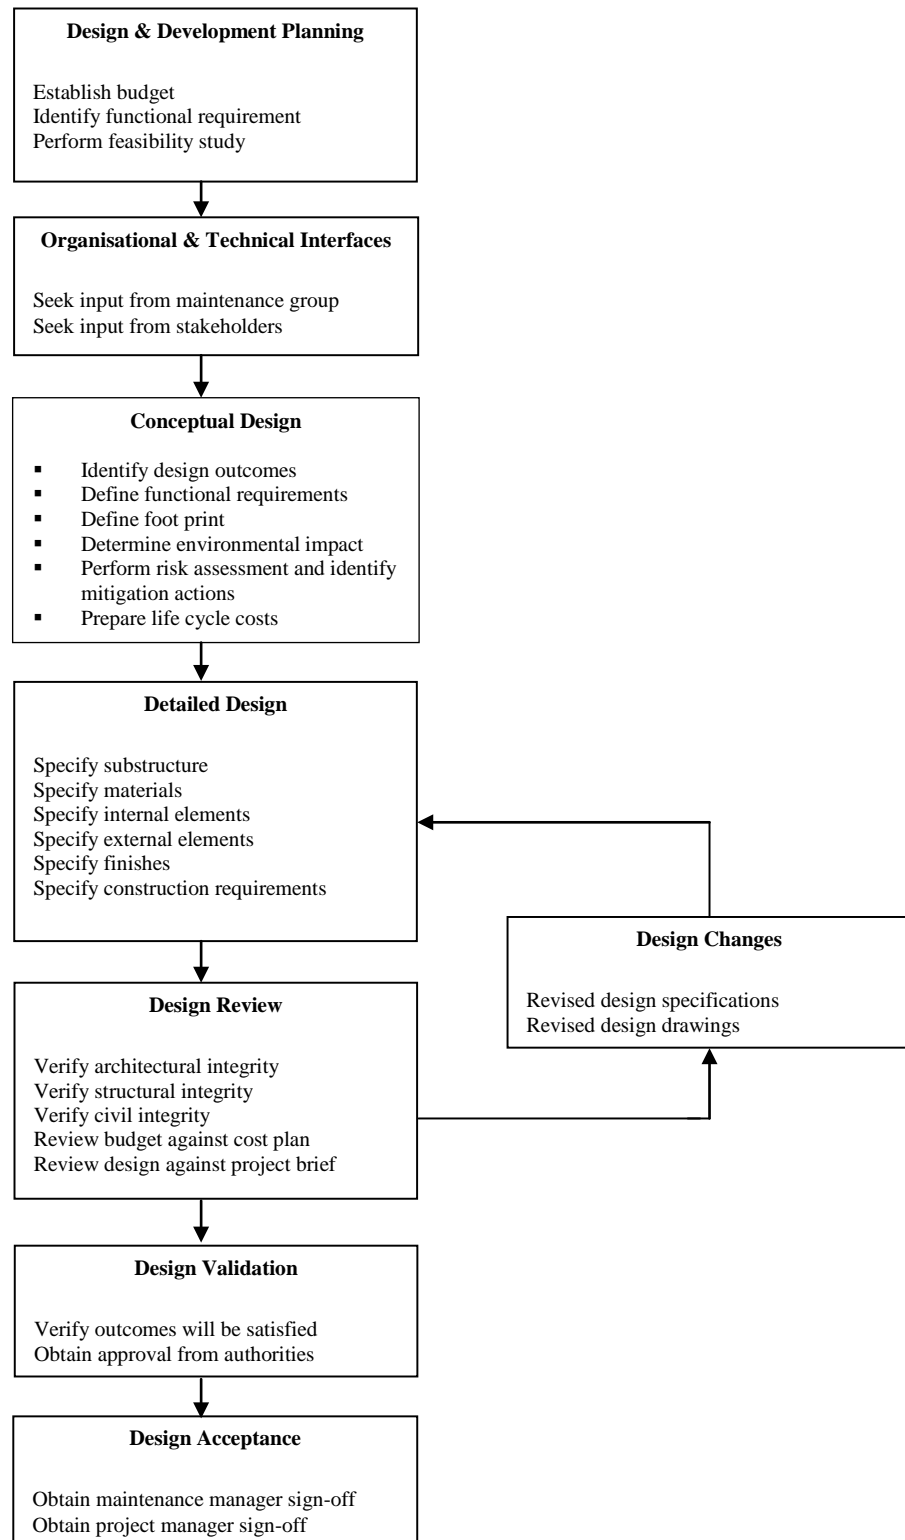 Design & Development Planning
Establish budget
Identify functional requirement
Perform feasibility study
Organisational & Technical Interfaces
Seek input from maintenance group
Seek input from stakeholders
Conceptual Design
▪ Identify design outcomes
▪ Define functional requirements
▪ Define foot print
▪ Determine environmental impact
▪ Perform risk assessment and identify
mitigation actions
▪ Prepare life cycle costs
Detailed Design
Specify substructure
Specify materials
Specify internal elements
Specify external elements
Specify finishes
Specify construction requirements
Design Changes
Revised design specifications
Revised design drawings
Design Review
Verify architectural integrity
Verify structural integrity
Verify civil integrity
Review budget against cost plan
Review design against project brief
Design Validation
Verify outcomes will be satisfied
Obtain approval from authorities
Design Acceptance
Obtain maintenance manager sign-off
Obtain project manager sign-off